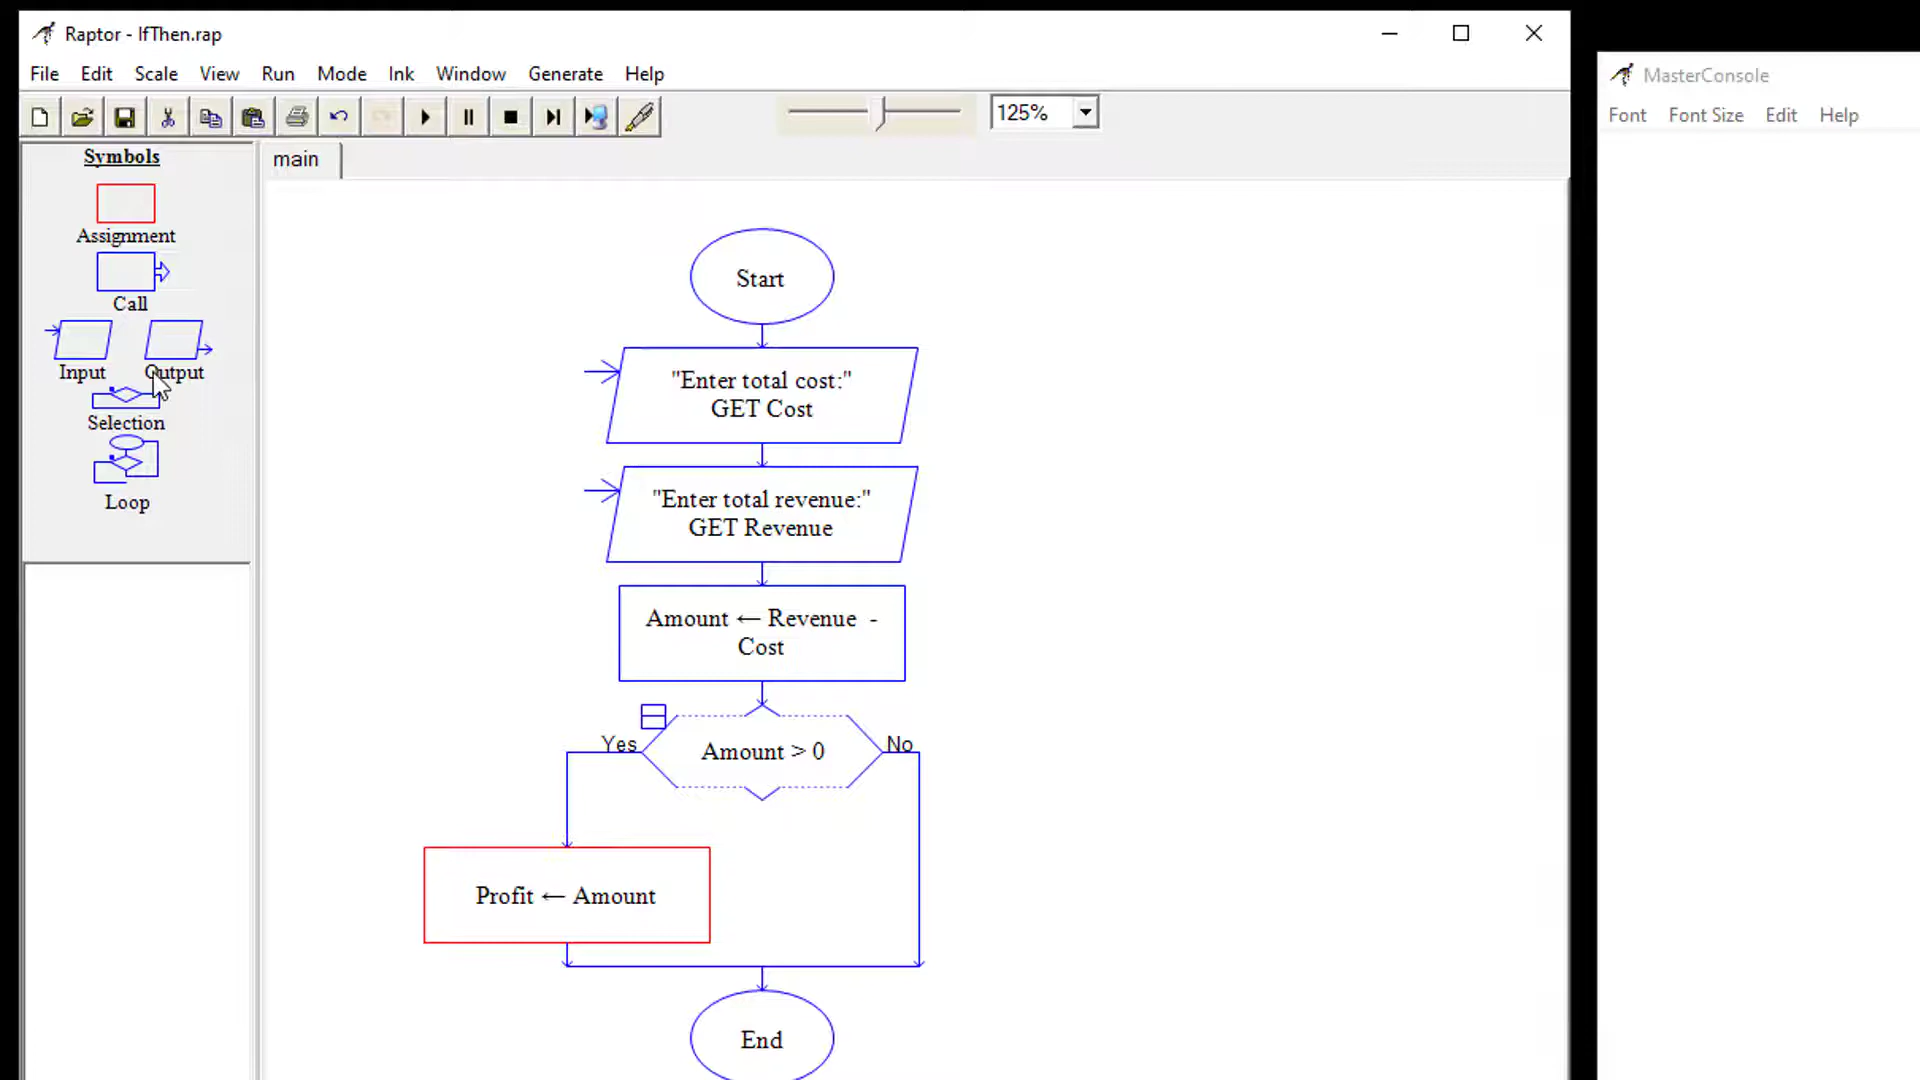 Raptor - IfThen.rap
File Edit Scale View Run Mode Ink Window Generate Help
125%
MasterConsole
Font Font Size Edit Help
Symbols
Assignment
Call
Input Output
Selection
Loop
main
Start
"Enter total cost:"
GET Cost
"Enter total revenue:"
GET Revenue
Amount ← Revenue -
Cost
Yes
Amount > 0
No
Profit ← Amount
End